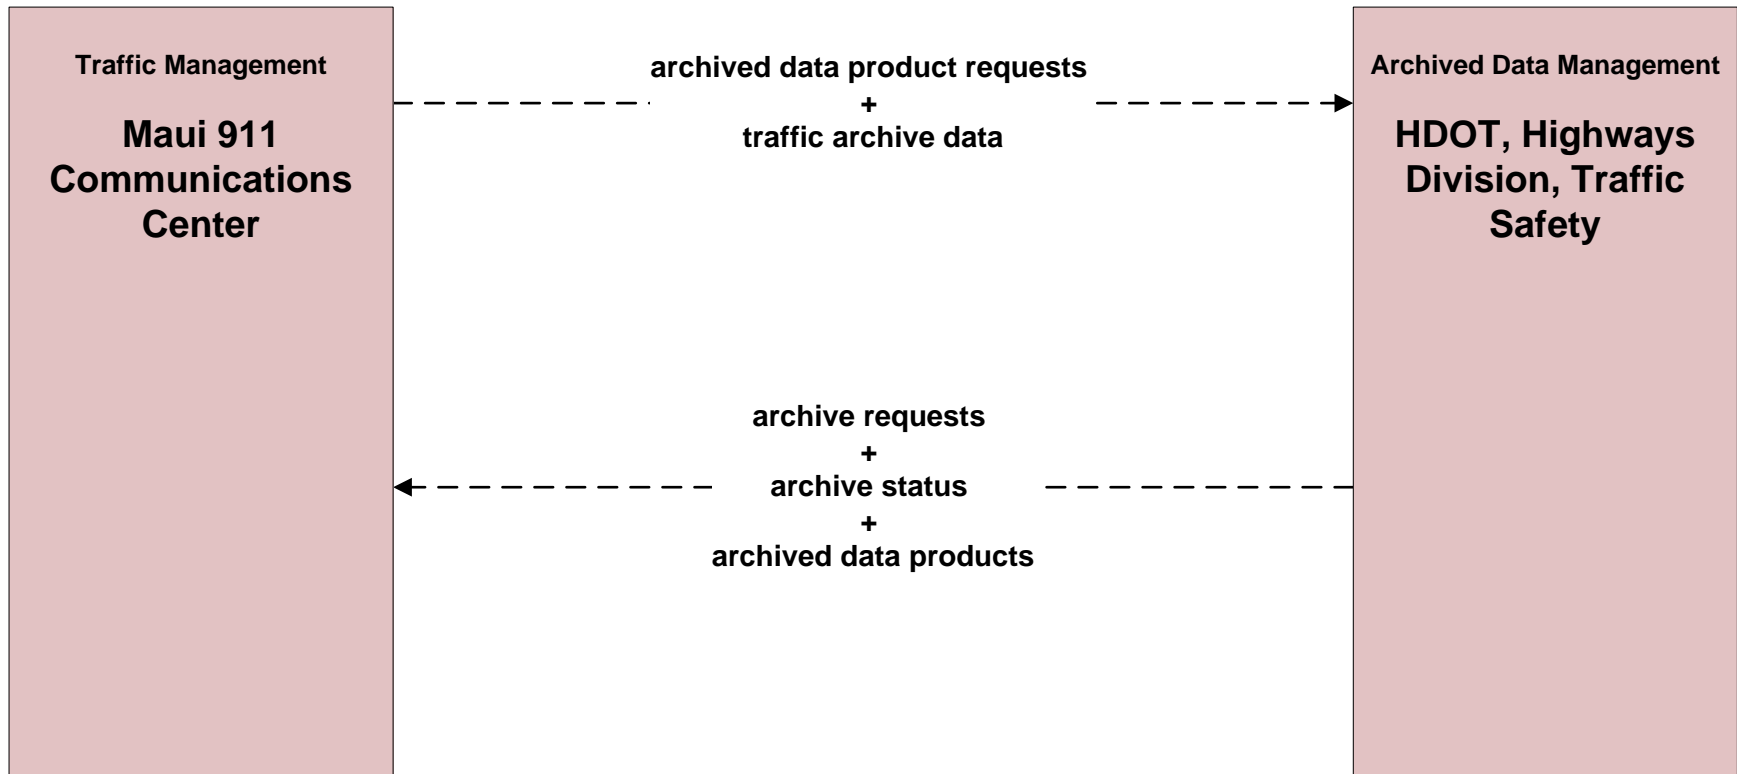 Traffic Management
Maui 911
Communications
Center
archived data product requests
+
traffic archive data
archive requests
+
archive status
+
archived data products
Archived Data Management
HDOT, Highways
Division, Traffic
Safety